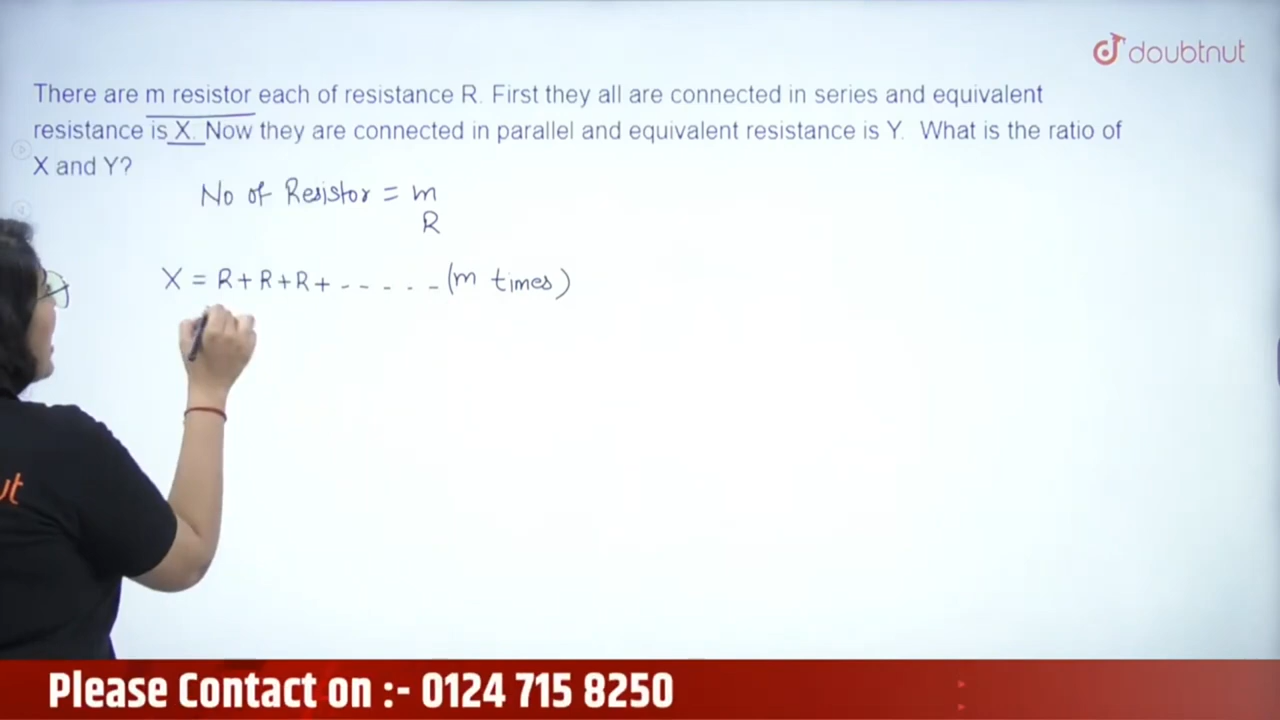 doubtnut
There are m resistor each of resistance R. First they all are connected in series and equivalent
resistance is X. Now they are connected in parallel and equivalent resistance is Y. What is the ratio of
X and Y?
No of Resistor = m
R
X = R + R + R + - - - - - (m times)
ut
Please Contact on :- 0124 715 8250